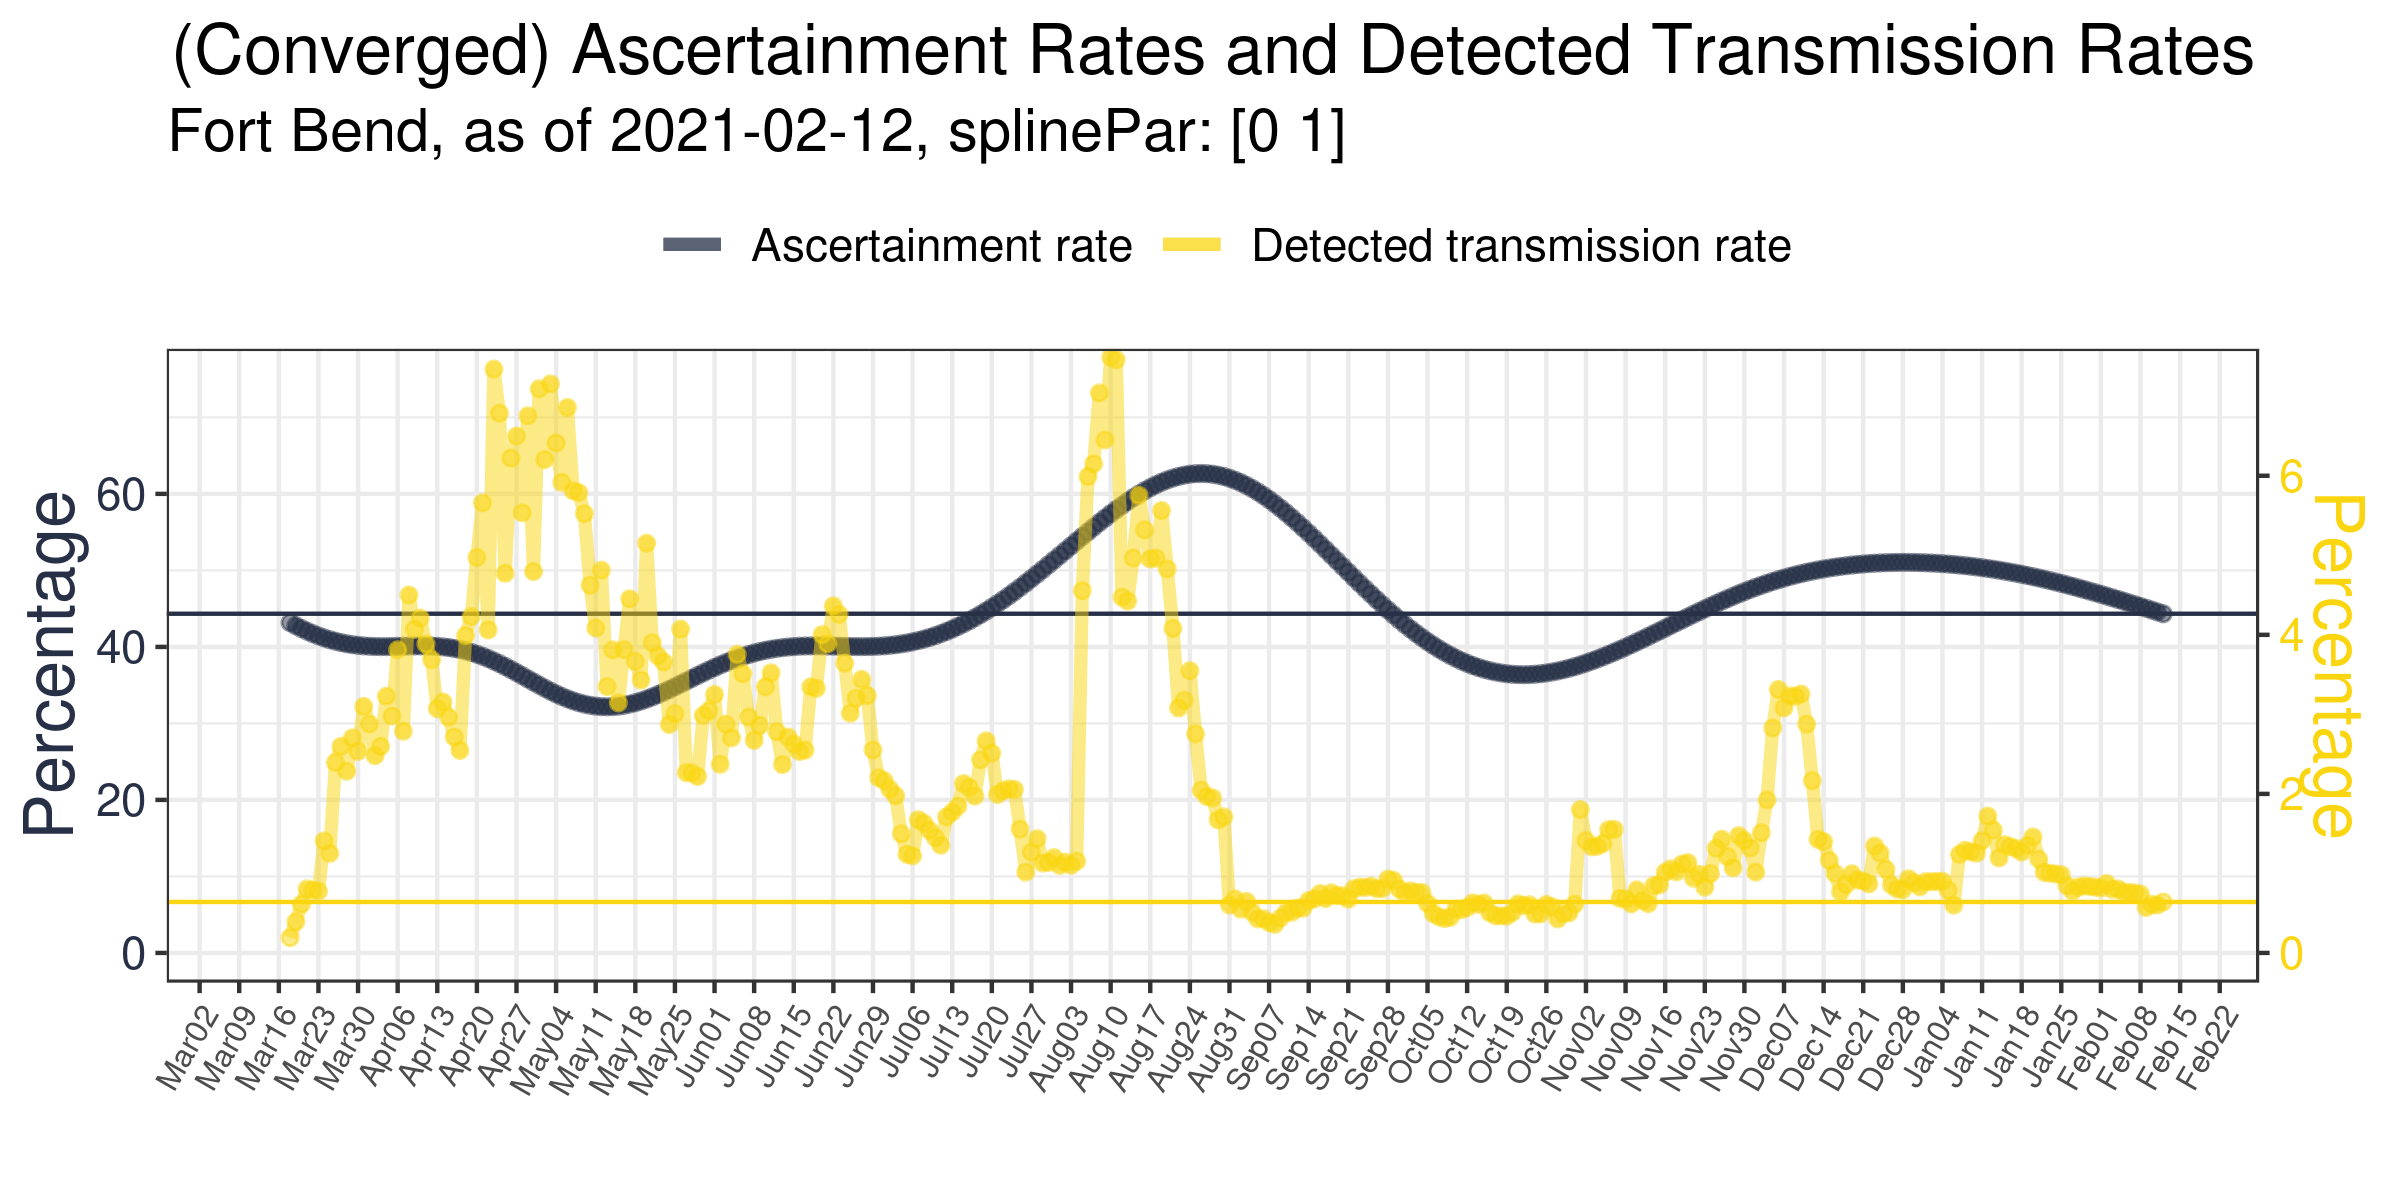 (Converged) Ascertainment Rates and Detected Transmission Rates
Fort Bend, as of 2021-02-12, splinePar: [0 1]
Ascertainment rate Detected transmission rate
Percentage
60
40
20
0
6
4
2
0
Percentage
Mar02 Mar09 Mar16 Mar23 Mar30 Apr06 Apr13 Apr20 Apr27 May04 May11 May18 May25 Jun01 Jun08 Jun15 Jun22 Jun29 Jul06 Jul13 Jul20 Jul27 Aug03 Aug10 Aug17 Aug24 Aug31 Sep07 Sep14 Sep21 Sep28 Oct05 Oct12 Oct19 Oct26 Nov02 Nov09 Nov16 Nov23 Nov30 Dec07 Dec14 Dec21 Dec28 Jan04 Jan11 Jan18 Jan25 Feb01 Feb08 Feb15 Feb22